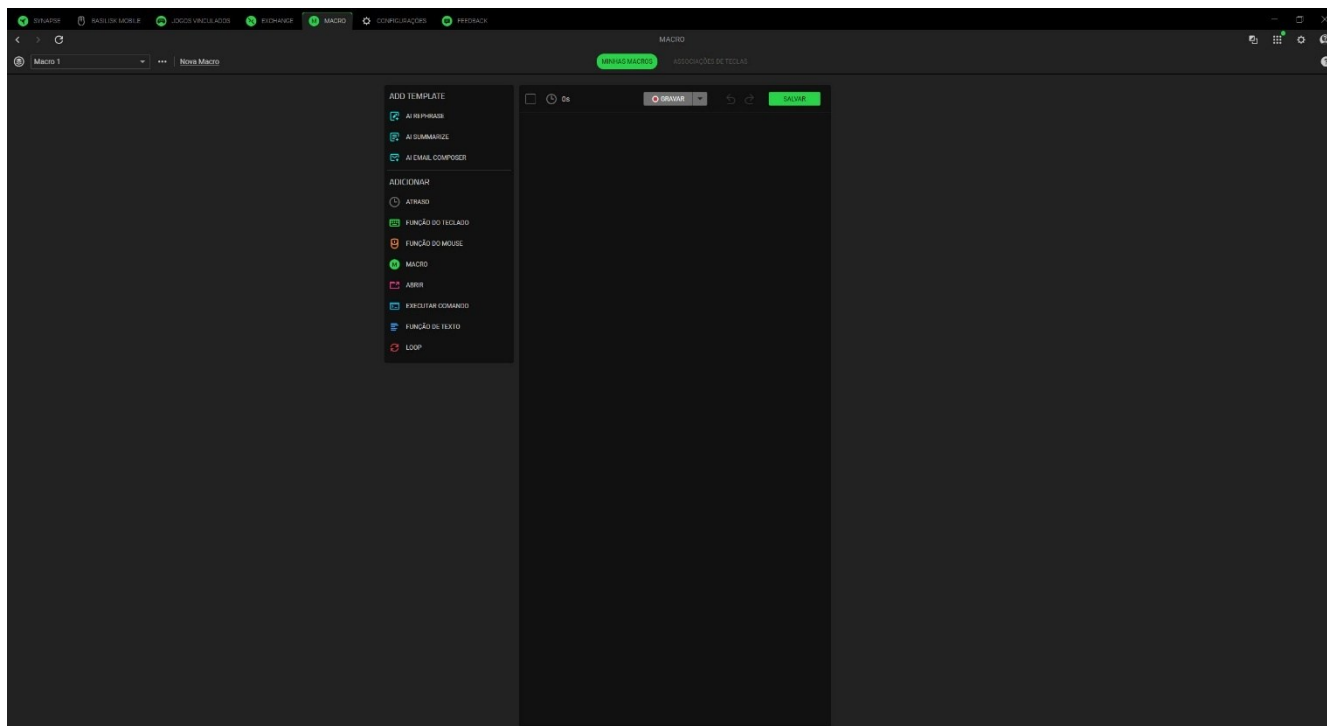 SYNAPSE BASILISK MOBILE JOGOS VINCULADOS EXCHANGE MACRO CONFIGURAÇÕES FEEDBACK
MACRO
Macro 1 Nova Macro MINHAS MACROS ASSOCIAÇÕES DE TECLAS
ADD TEMPLATE
AI REPHRASE
AI SUMMARIZE
AI EMAIL COMPOSER
ADICIONAR
ATRASO
FUNÇÃO DO TECLADO
FUNÇÃO DO MOUSE
MACRO
ABRIR
EXECUTAR COMANDO
FUNÇÃO DE TEXTO
LOOP
0s GRAVAR SALVAR